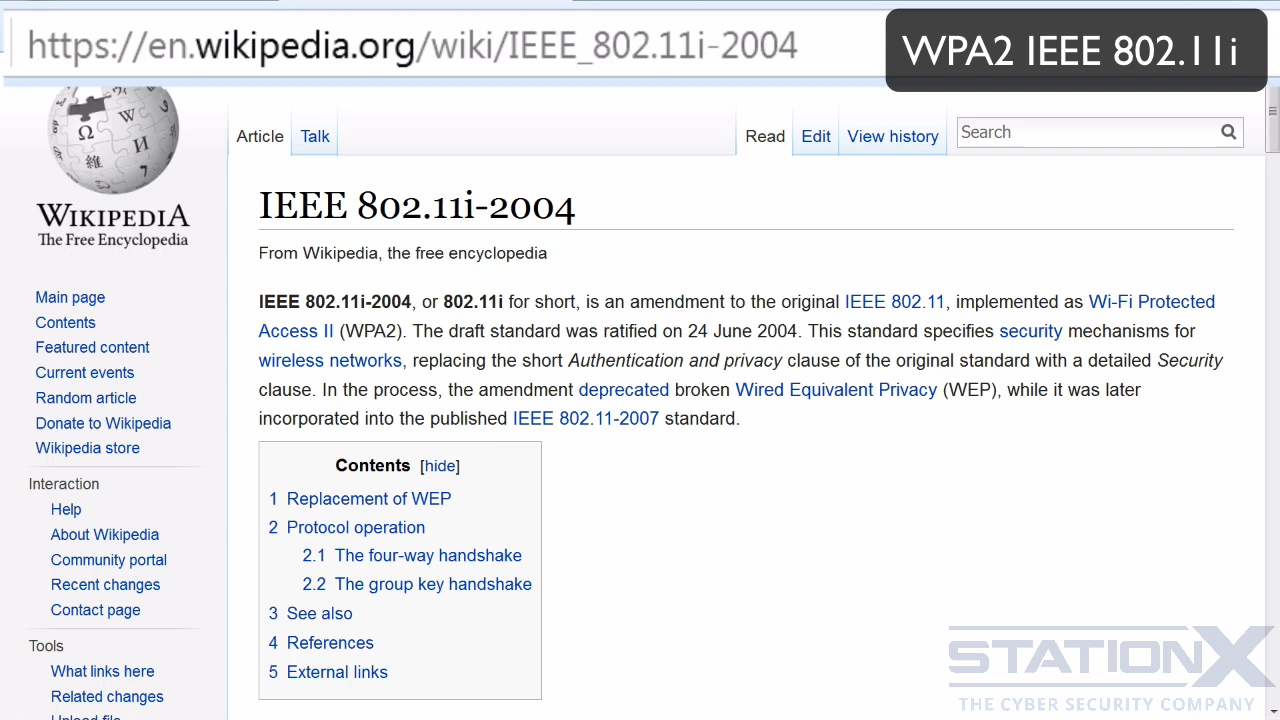 https://en.wikipedia.org/wiki/IEEE_802.11i-2004
WPA2 IEEE 802.11i
WIKIPEDIA
The Free Encyclopedia
Main page
Contents
Featured content
Current events
Random article
Donate to Wikipedia
Wikipedia store
Interaction
Help
About Wikipedia
Community portal
Recent changes
Contact page
Tools
What links here
Related changes
Upload file
Article
Talk
Read
Edit
View history
Search
IEEE 802.11i-2004
From Wikipedia, the free encyclopedia
IEEE 802.11i-2004, or 802.11i for short, is an amendment to the original IEEE 802.11, implemented as Wi-Fi Protected
Access II (WPA2). The draft standard was ratified on 24 June 2004. This standard specifies security mechanisms for
wireless networks, replacing the short Authentication and privacy clause of the original standard with a detailed Security
clause. In the process, the amendment deprecated broken Wired Equivalent Privacy (WEP), while it was later
incorporated into the published IEEE 802.11-2007 standard.
Contents [hide]
1 Replacement of WEP
2 Protocol operation
2.1 The four-way handshake
2.2 The group key handshake
3 See also
4 References
5 External links
STATIONX
THE CYBER SECURITY COMPANY